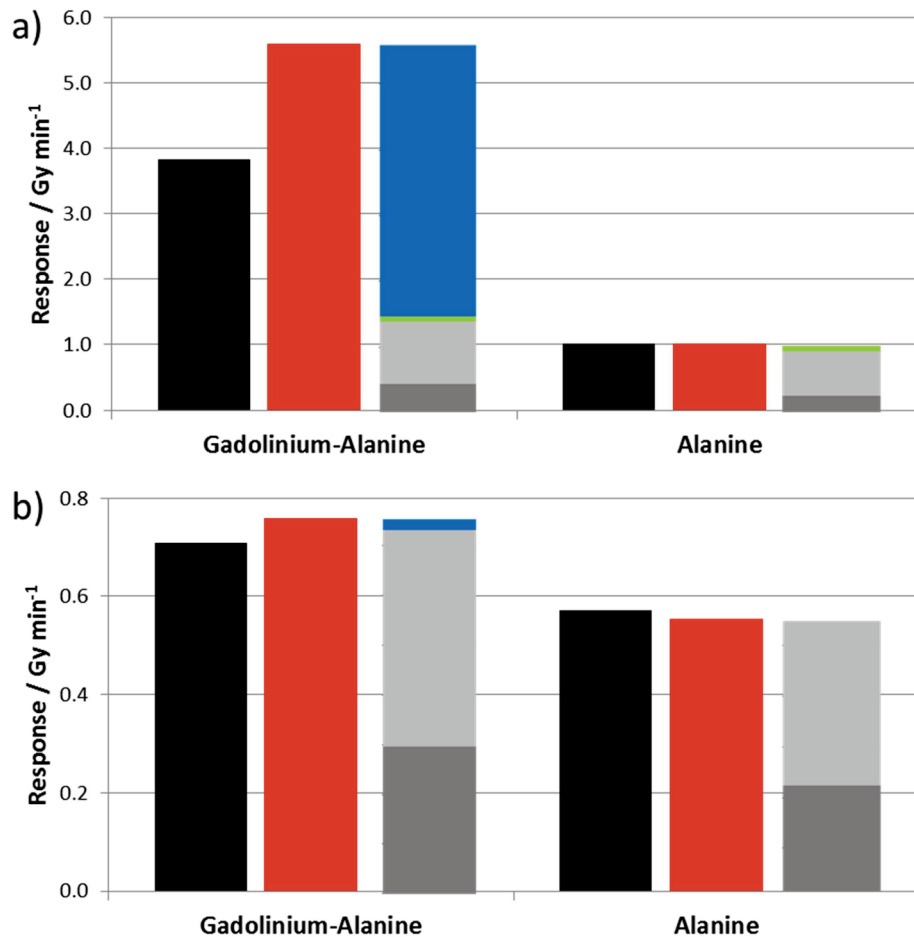 a)
6.0
5.0
4.0
3.0
2.0
1.0
0.0
Response / Gy min⁻¹
Gadolinium-Alanine Alanine
b)
0.8
0.6
0.4
0.2
0.0
Response / Gy min⁻¹
Gadolinium-Alanine Alanine